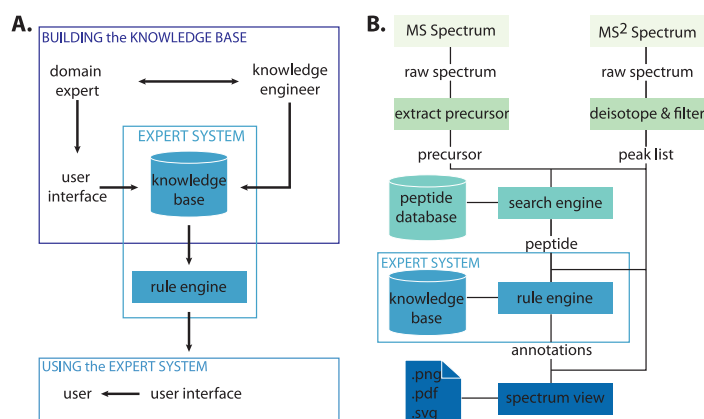 A.
BUILDING the KNOWLEDGE BASE
domain
expert
knowledge
engineer
EXPERT SYSTEM
user
interface
knowledge
base
rule engine
USING the EXPERT SYSTEM
user
user interface
B.
MS Spectrum
MS² Spectrum
raw spectrum
raw spectrum
extract precursor
deisotope & filter
precursor
peak list
peptide
database
search engine
peptide
EXPERT SYSTEM
knowledge
base
rule engine
annotations
.png
.pdf
.svg
spectrum view